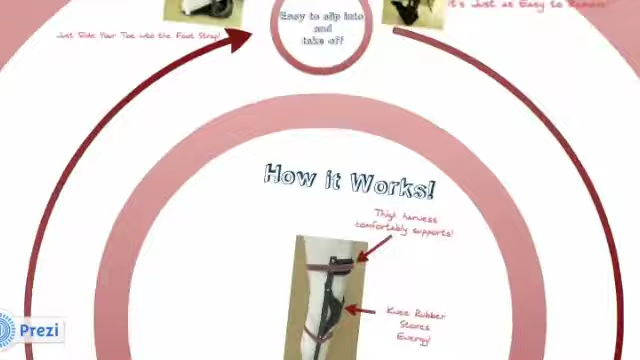 Just Slide Your Toe into the Foot Strap!
Easy to slip into
and
take off
It's Just as Easy to Remove
How it Works!
Thigh harness
comfortably supports!
Knee Rubber
Stores
Energy!
Prezi